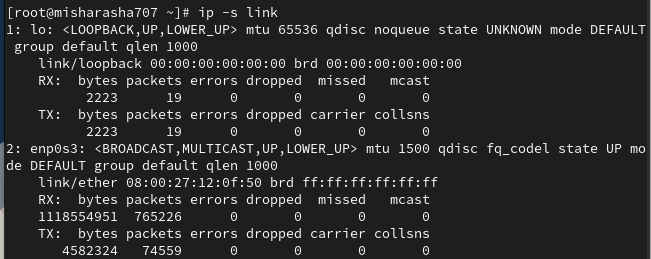 [root@misharasha707 ~]# ip -s link
1: lo: <LOOPBACK,UP,LOWER_UP> mtu 65536 qdisc noqueue state UNKNOWN mode DEFAULT
group default qlen 1000
link/loopback 00:00:00:00:00:00 brd 00:00:00:00:00:00
RX: bytes packets errors dropped missed mcast
2223 19 0 0 0 0
TX: bytes packets errors dropped carrier collsns
2223 19 0 0 0 0
2: enp0s3: <BROADCAST,MULTICAST,UP,LOWER_UP> mtu 1500 qdisc fq_codel state UP mo
de DEFAULT group default qlen 1000
link/ether 08:00:27:12:0f:50 brd ff:ff:ff:ff:ff:ff
RX: bytes packets errors dropped missed mcast
1118554951 765226 0 0 0 0
TX: bytes packets errors dropped carrier collsns
4582324 74559 0 0 0 0